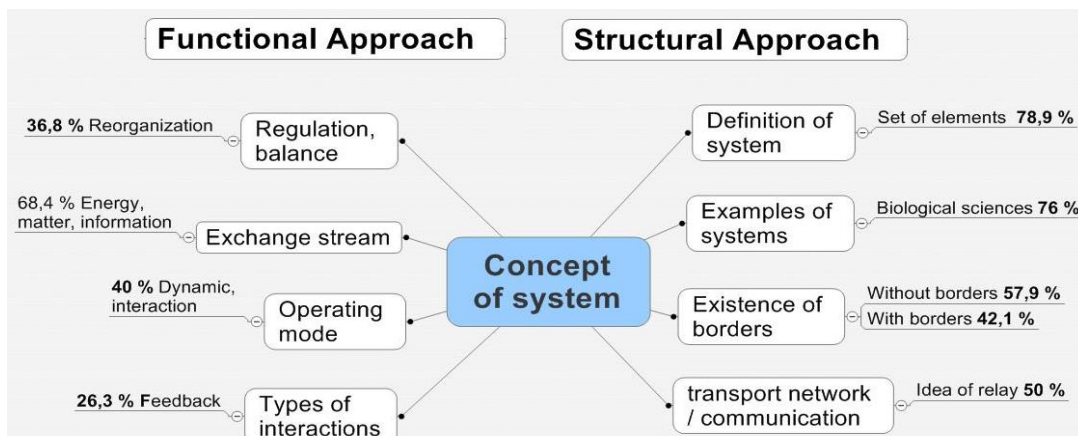 Functional Approach
Structural Approach
36,8 % Reorganization
Regulation,
balance
68,4 % Energy,
matter, information
Exchange stream
40 % Dynamic,
interaction
Operating
mode
26,3 % Feedback
Types of
interactions
Concept
of system
Definition of
system
Set of elements 78,9 %
Examples of
systems
Biological sciences 76 %
Existence of
borders
Without borders 57,9 %
With borders 42,1 %
transport network
/ communication
Idea of relay 50 %